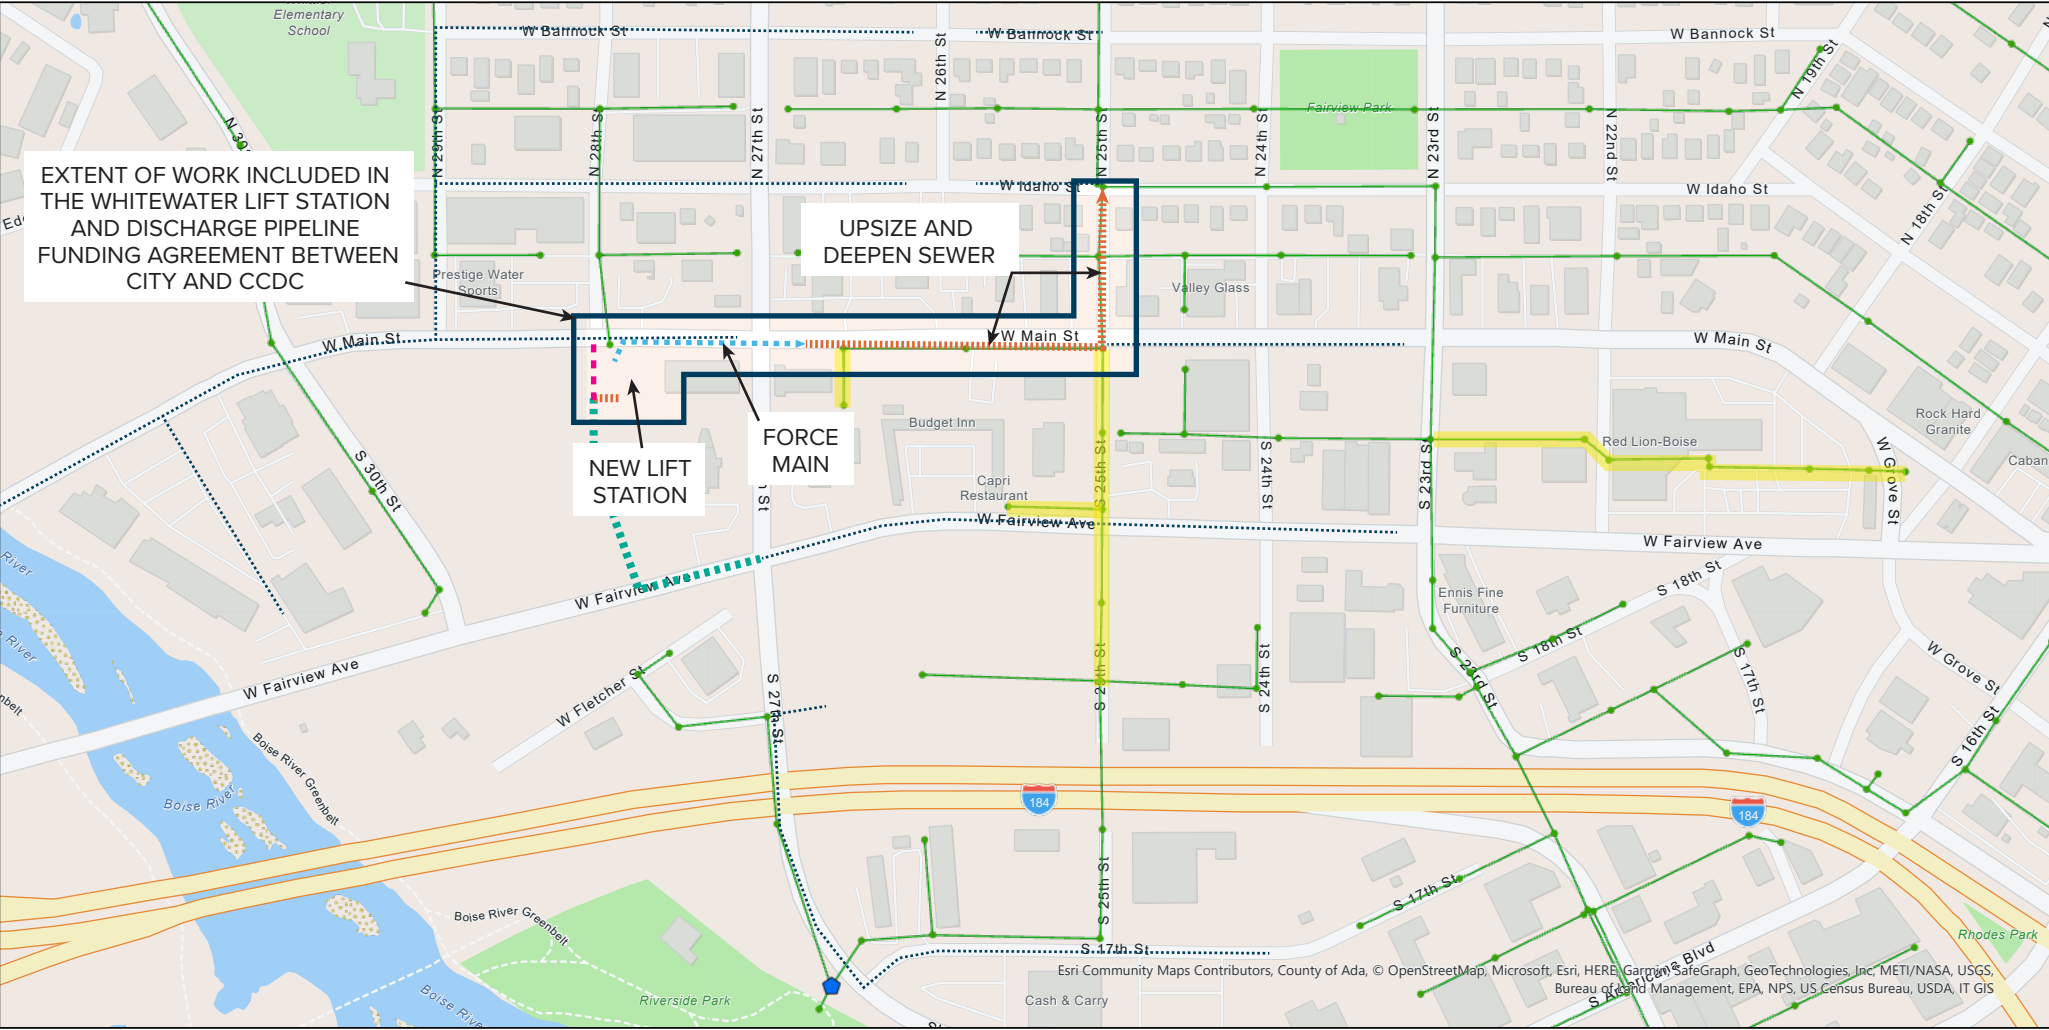 Elementary
School
W Bannock St
W Bannock St
W Bannock St
N 26th St
N 19th St
Fairview Park
N 29th St
N 28th St
N 27th St
N 25th St
N 24th St
N 23rd St
N 22nd St
N 18th St
EXTENT OF WORK INCLUDED IN
THE WHITEWATER LIFT STATION
AND DISCHARGE PIPELINE
FUNDING AGREEMENT BETWEEN
CITY AND CCDC
W Idaho St
W Idaho St
UPSIZE AND
DEEPEN SEWER
Prestige Water
Sports
Valley Glass
W Main St
W Main St
W Main St
FORCE
MAIN
NEW LIFT
STATION
Budget Inn
Capri
Restaurant
S 30th St
S 25th St
S 24th St
S 23rd St
Red Lion-Boise
Rock Hard
Granite
W Grove St
W Fairview Ave
W Fairview Ave
W Fairview Ave
W Fairview Ave
River
River
Ennis Fine
Furniture
S 18th St
S 18th St
S 17th St
W Grove St
S 16th St
S 23rd St
S 24th St
S 25th St
W Fletcher St
S 27th St
Boise River Greenbelt
Boise River
184
184
Boise River Greenbelt
S 25th St
S 17th St
S 17th St
Rhodes Park
Riverside Park
Cash & Carry
S Americana Blvd
Esri Community Maps Contributors, County of Ada, © OpenStreetMap, Microsoft, Esri, HERE, Garmin, SafeGraph, GeoTechnologies, Inc, METI/NASA, USGS,
Bureau of Land Management, EPA, NPS, US Census Bureau, USDA, IT GIS